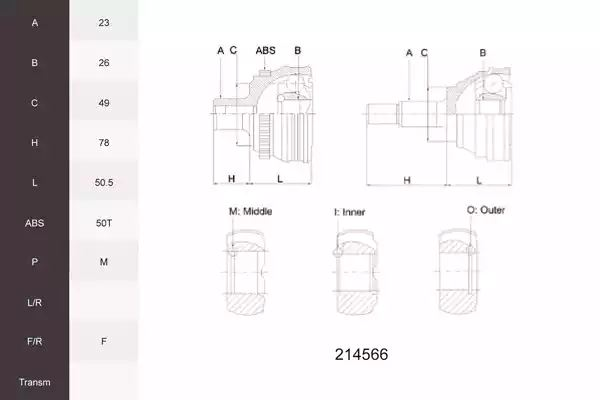 A 23
B 26
C 49
H 78
L 50.5
ABS 50T
P M
L/R
F/R F
Transm
A C ABS B
A C B
H L
H L
M: Middle I: Inner O: Outer
214566